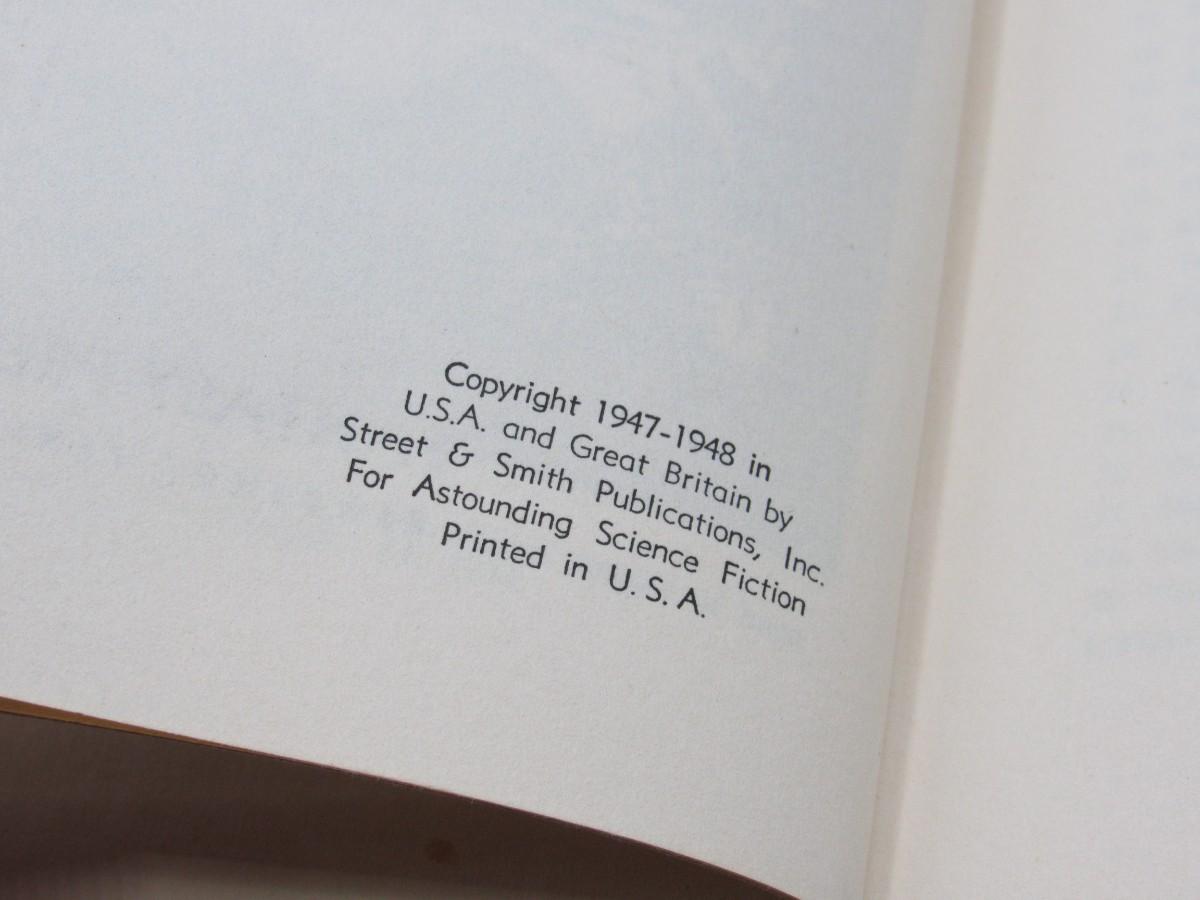 Copyright 1947-1948 in
U.S.A. and Great Britain by
Street & Smith Publications, Inc.
For Astounding Science Fiction
Printed in U. S. A.